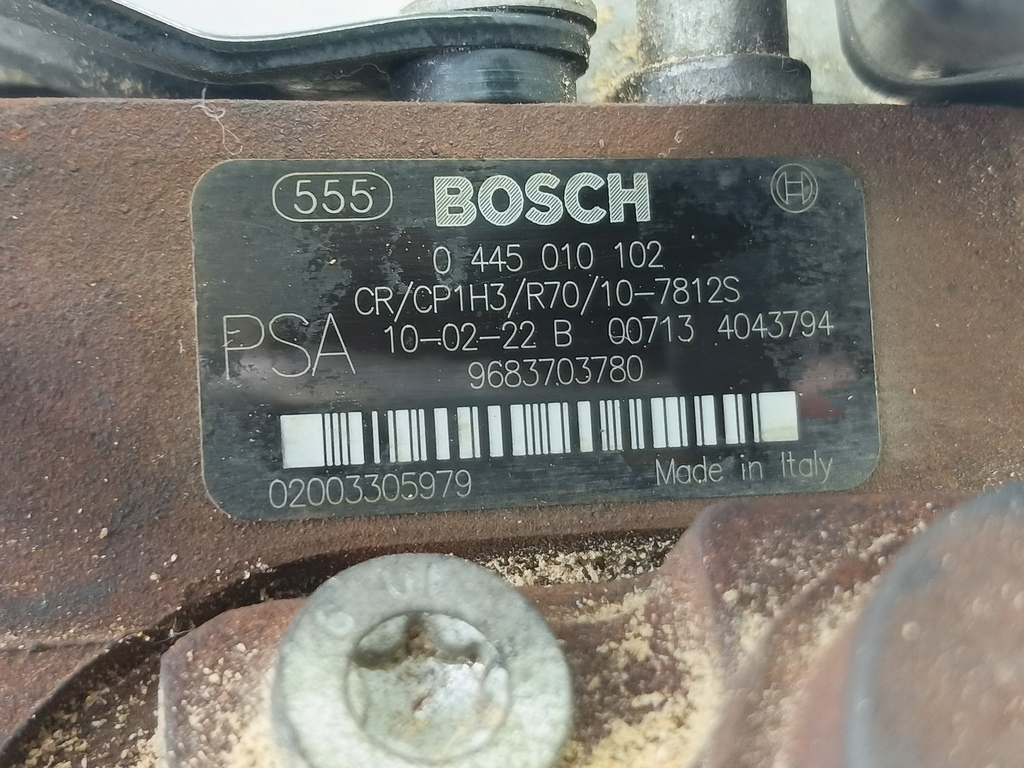 555 BOSCH H
0 445 010 102
CR/CP1H3/R70/10-7812S
PSA 10-02-22 B 00713 4043794
9683703780
02003305979 Made in Italy